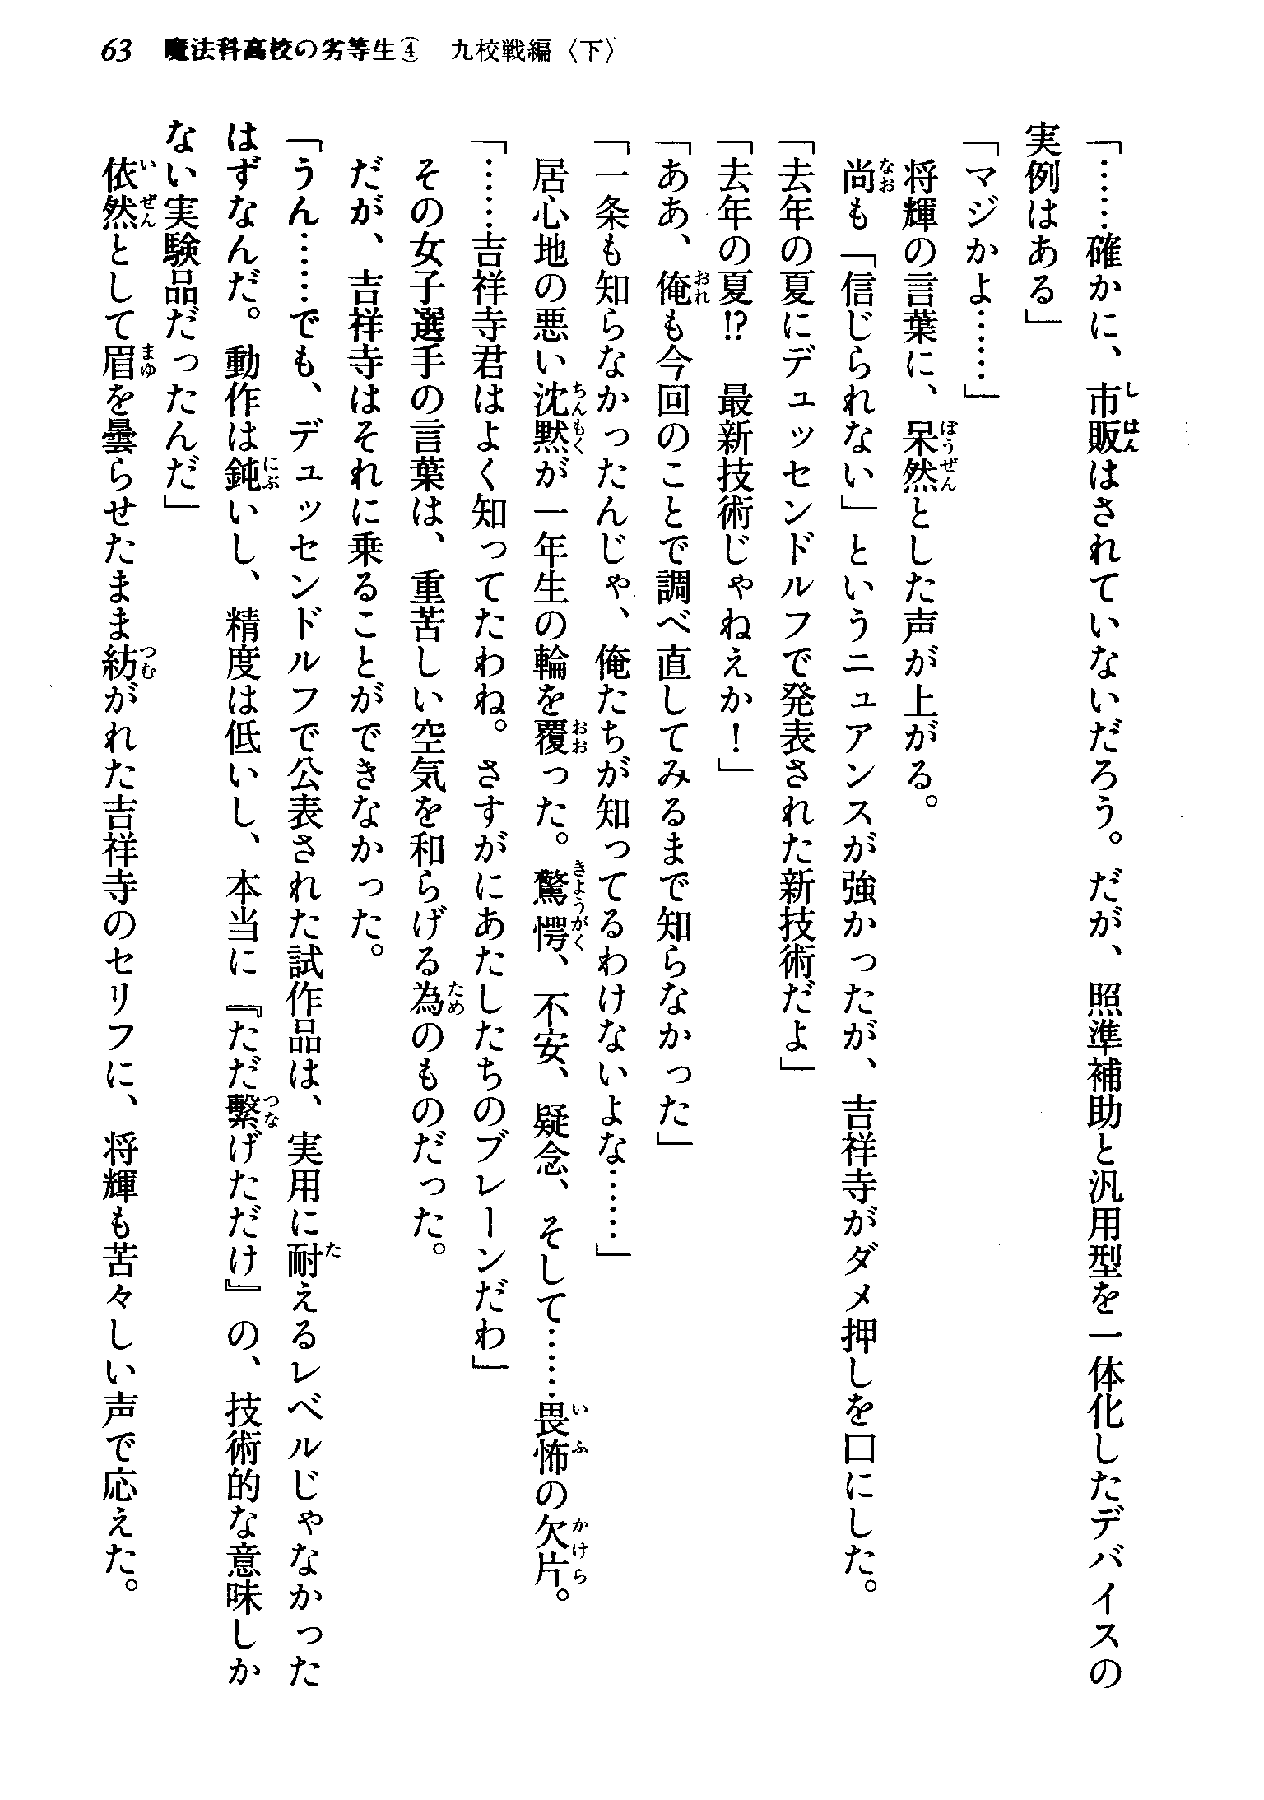 63　魔法科高校の劣等生④　九校戦編〈下〉
「……確かに、市販はされていないだろう。だが、照準補助と汎用型を一体化したデバイスの
実例はある」
「マジかよ……」
将輝の言葉に、呆然とした声が上がる。
尚も「信じられない」というニュアンスが強かったが、吉祥寺がダメ押しを口にした。
「去年の夏にデュッセンドルフで発表された新技術だよ」
「去年の夏!?　最新技術じゃねえか！」
「ああ、俺も今回のことで調べ直してみるまで知らなかった」
「一条も知らなかったんじゃ、俺たちが知ってるわけないよな……」
居心地の悪い沈黙が一年生の輪を覆った。驚愕、不安、疑念、そして……畏怖の欠片。
「……吉祥寺君はよく知ってたわね。さすがにあたしたちのブレーンだわ」
その女子選手の言葉は、重苦しい空気を和らげる為のものだった。
だが、吉祥寺はそれに乗ることができなかった。
「うん……でも、デュッセンドルフで公表された試作品は、実用に耐えるレベルじゃなかった
はずなんだ。動作は鈍いし、精度は低いし、本当に『ただ繫げただけ』の、技術的な意味しか
ない実験品だったんだ」
依然として眉を曇らせたまま紡がれた吉祥寺のセリフに、将輝も苦々しい声で応えた。